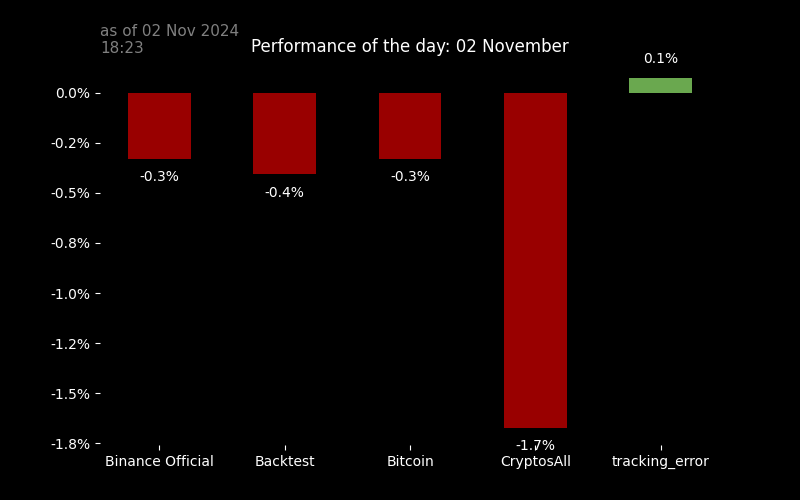 as of 02 Nov 2024
18:23
Performance of the day: 02 November
0.1%
0.0%
-0.2%
-0.3%
-0.3%
-0.4%
-0.5%
-0.8%
-1.0%
-1.2%
-1.5%
-1.8%
-1.7%
Binance Official
Backtest
Bitcoin
CryptosAll
tracking_error